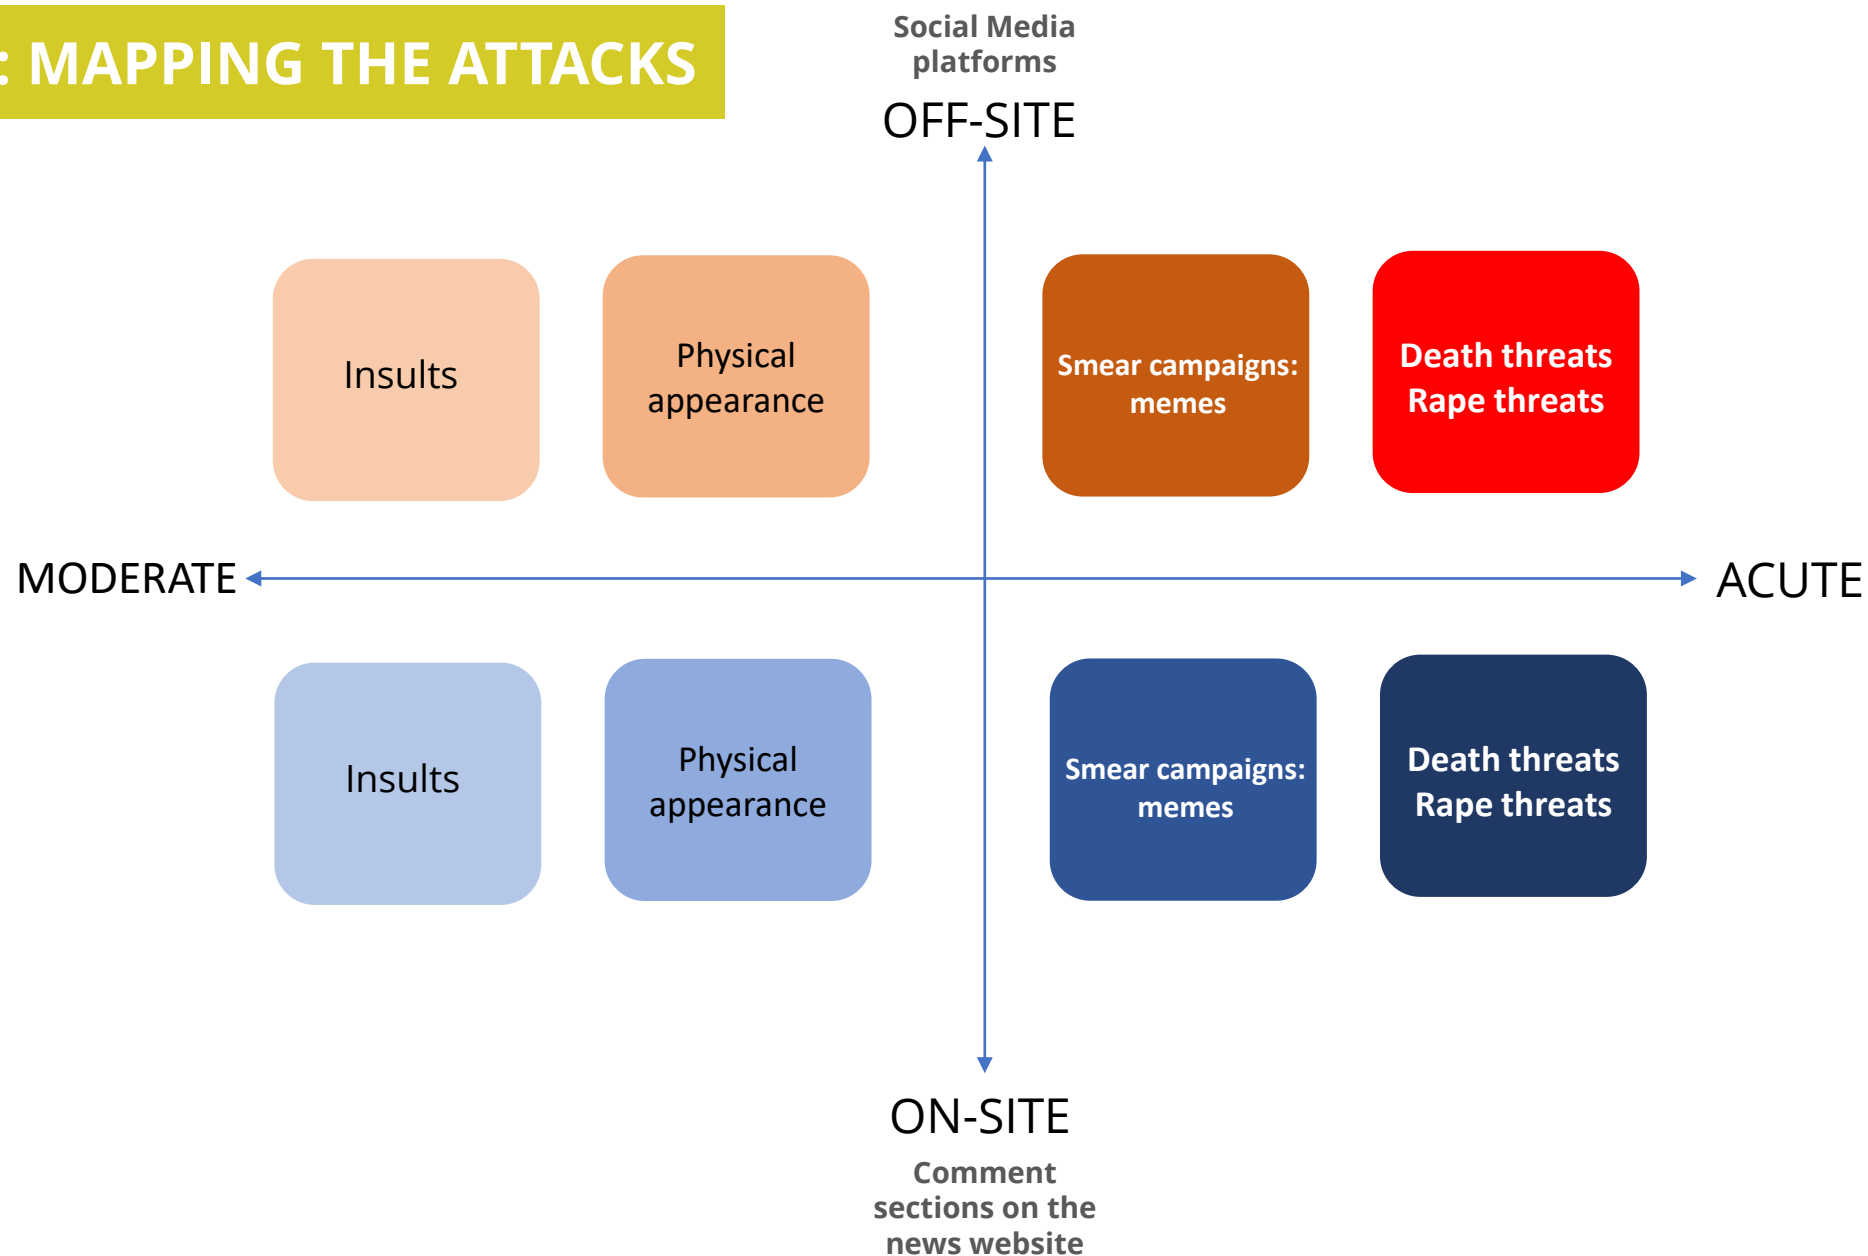 : MAPPING THE ATTACKS
Social Media
platforms
OFF-SITE
Insults
Physical
appearance
Smear campaigns:
memes
Death threats
Rape threats
MODERATE
ACUTE
Insults
Physical
appearance
Smear campaigns:
memes
Death threats
Rape threats
ON-SITE
Comment
sections on the
news website